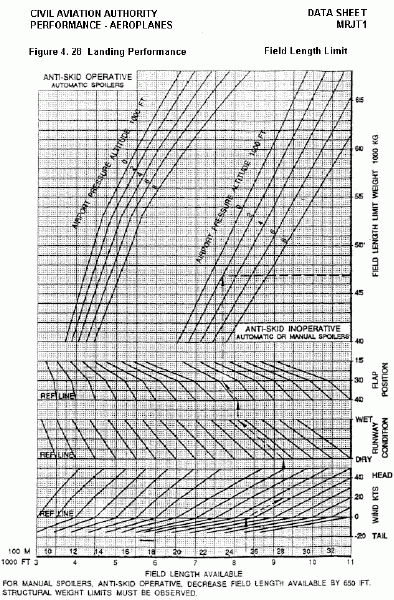 CIVIL AVIATION AUTHORITY DATA SHEET
PERFORMANCE - AEROPLANES MRJT1
Figure 4. 28 Landing Performance Field Length Limit
ANTI-SKID OPERATIVE
AUTOMATIC SPOILERS
AIRPORT PRESSURE ALTITUDE 1000 FT
0
2
4
6
8
AIRPORT PRESSURE ALTITUDE 1000 FT
0
2
4
6
8
65
60
55
50
45
40
FIELD LENGTH LIMIT WEIGHT 1000 KG
ANTI-SKID INOPERATIVE
AUTOMATIC OR MANUAL SPOILERS
15
30
40
FLAP POSITION
REF LINE
WET
DRY
RUNWAY CONDITION
REF LINE
40 HEAD
20
0
-20 TAIL
WIND KTS
REF LINE
100 M 10 12 14 16 18 20 22 24 26 28 30 32
1000 FT 3 4 5 6 7 8 9 10 11
FIELD LENGTH AVAILABLE
FOR MANUAL SPOILERS, ANTI-SKID OPERATIVE, DECREASE FIELD LENGTH AVAILABLE BY 650 FT.
STRUCTURAL WEIGHT LIMITS MUST BE OBSERVED.